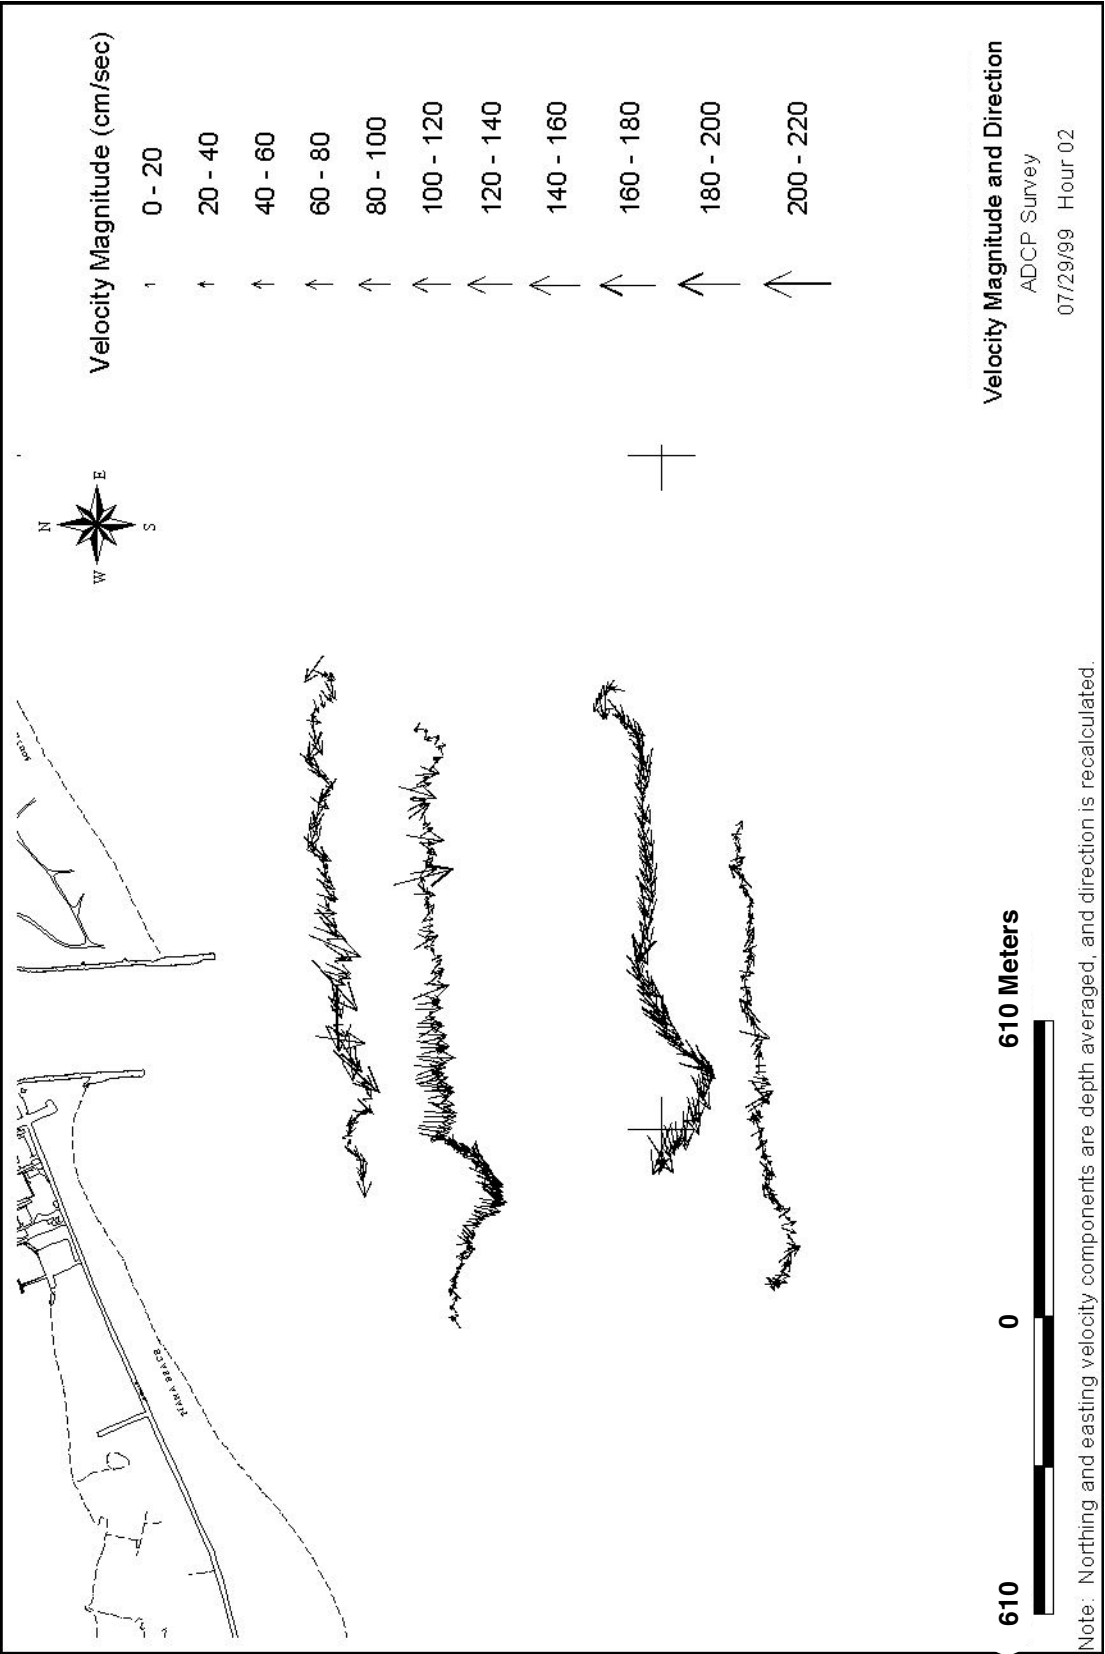 N
W E
S
TIANA BEACH
Velocity Magnitude (cm/sec)
0 - 20
20 - 40
40 - 60
60 - 80
80 - 100
100 - 120
120 - 140
140 - 160
160 - 180
180 - 200
200 - 220
610 0 610 Meters
Velocity Magnitude and Direction
ADCP Survey
07/29/99 Hour 02
Note: Northing and easting velocity components are depth averaged, and direction is recalculated.